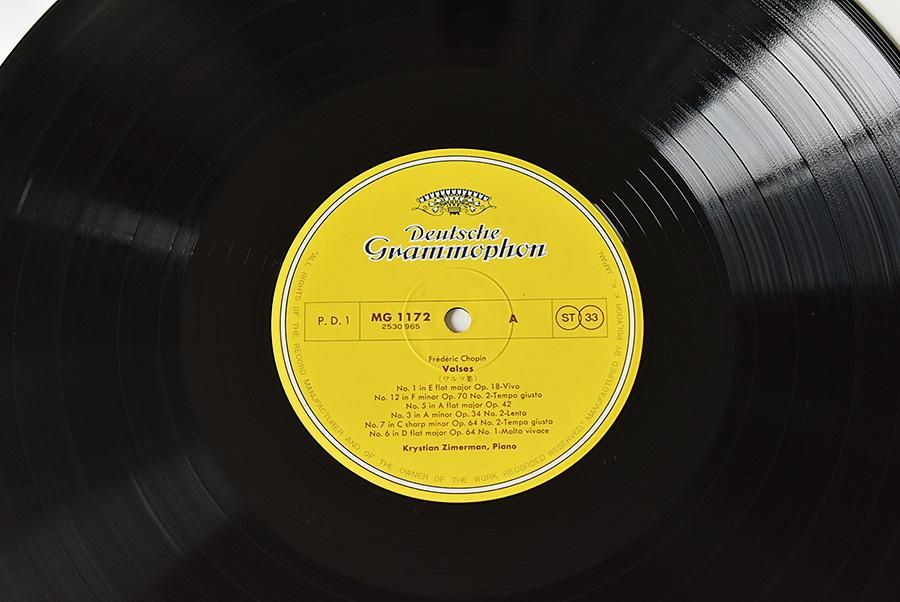 Deutsche
Grammophon
P. D. 1
MG 1172
2530 965
A
ST 33
Frédéric Chopin
Valses
(ワルツ集)
No. 1 in E flat major Op. 18-Vivo
No. 12 in F minor Op. 70 No. 2-Tempo giusto
No. 5 in A flat major Op. 42
No. 3 in A minor Op. 34 No. 2-Lento
No. 7 in C sharp minor Op. 64 No. 2-Tempo giusto
No. 6 in D flat major Op. 64 No. 1-Molto vivace
Krystian Zimerman, Piano
"ALL RIGHTS OF THE RECORD MANUFACTURER AND OF THE OWNER OF THE WORK RECORDED RESERVED" MANUFACTURED BY POLYDOR K. K. JAPAN